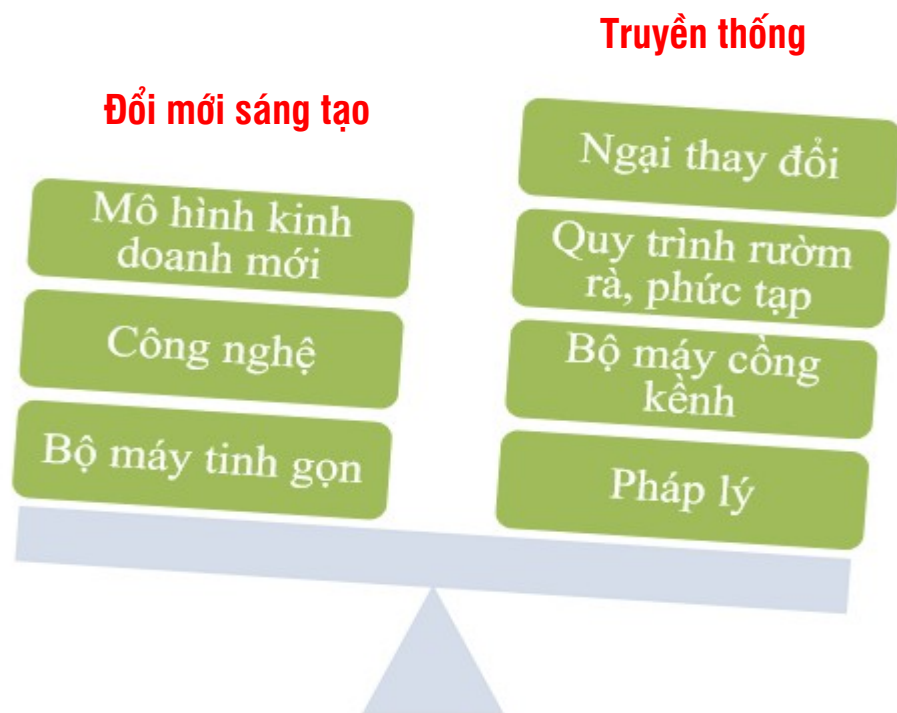 Truyền thống
Đổi mới sáng tạo
Ngại thay đổi
Mô hình kinh
doanh mới
Quy trình rườm
rà, phức tạp
Công nghệ
Bộ máy cồng
kềnh
Bộ máy tinh gọn
Pháp lý